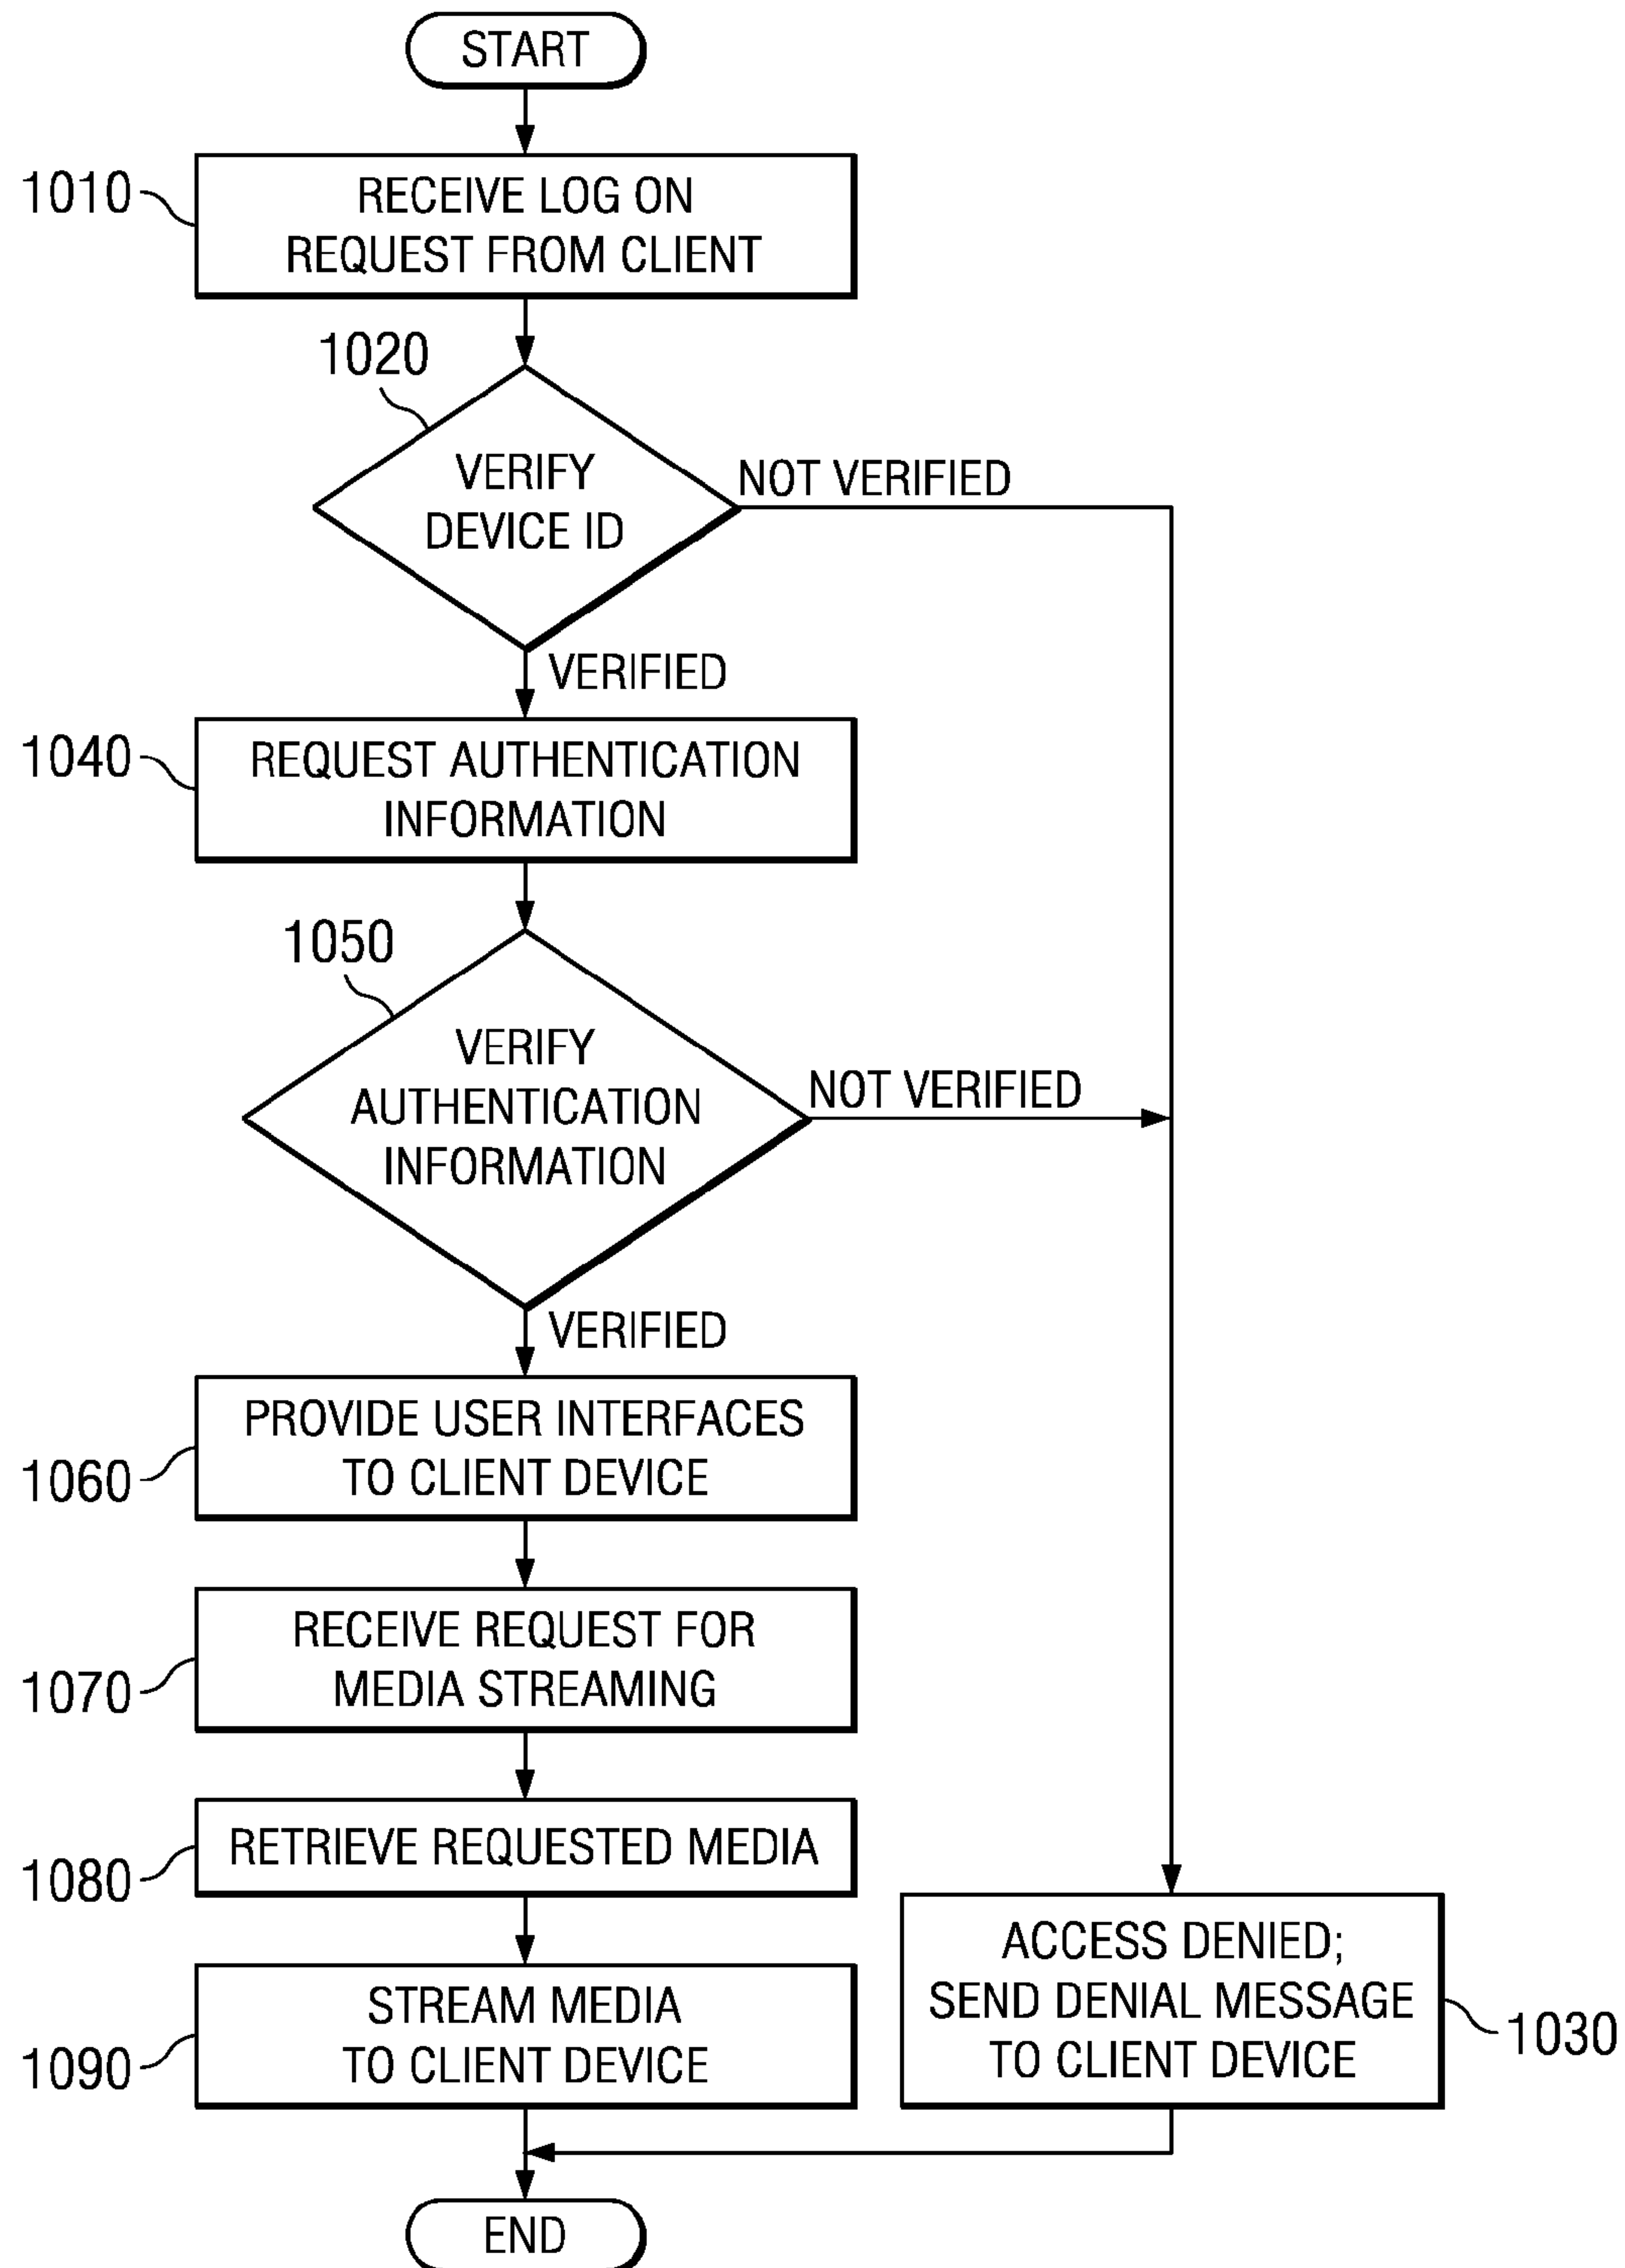 START
1010
RECEIVE LOG ON
REQUEST FROM CLIENT
1020
VERIFY
DEVICE ID
NOT VERIFIED
VERIFIED
1040
REQUEST AUTHENTICATION
INFORMATION
1050
VERIFY
AUTHENTICATION
INFORMATION
NOT VERIFIED
VERIFIED
PROVIDE USER INTERFACES
TO CLIENT DEVICE
1060
RECEIVE REQUEST FOR
MEDIA STREAMING
1070
RETRIEVE REQUESTED MEDIA
1080
STREAM MEDIA
TO CLIENT DEVICE
1090
ACCESS DENIED;
SEND DENIAL MESSAGE
TO CLIENT DEVICE
1030
END